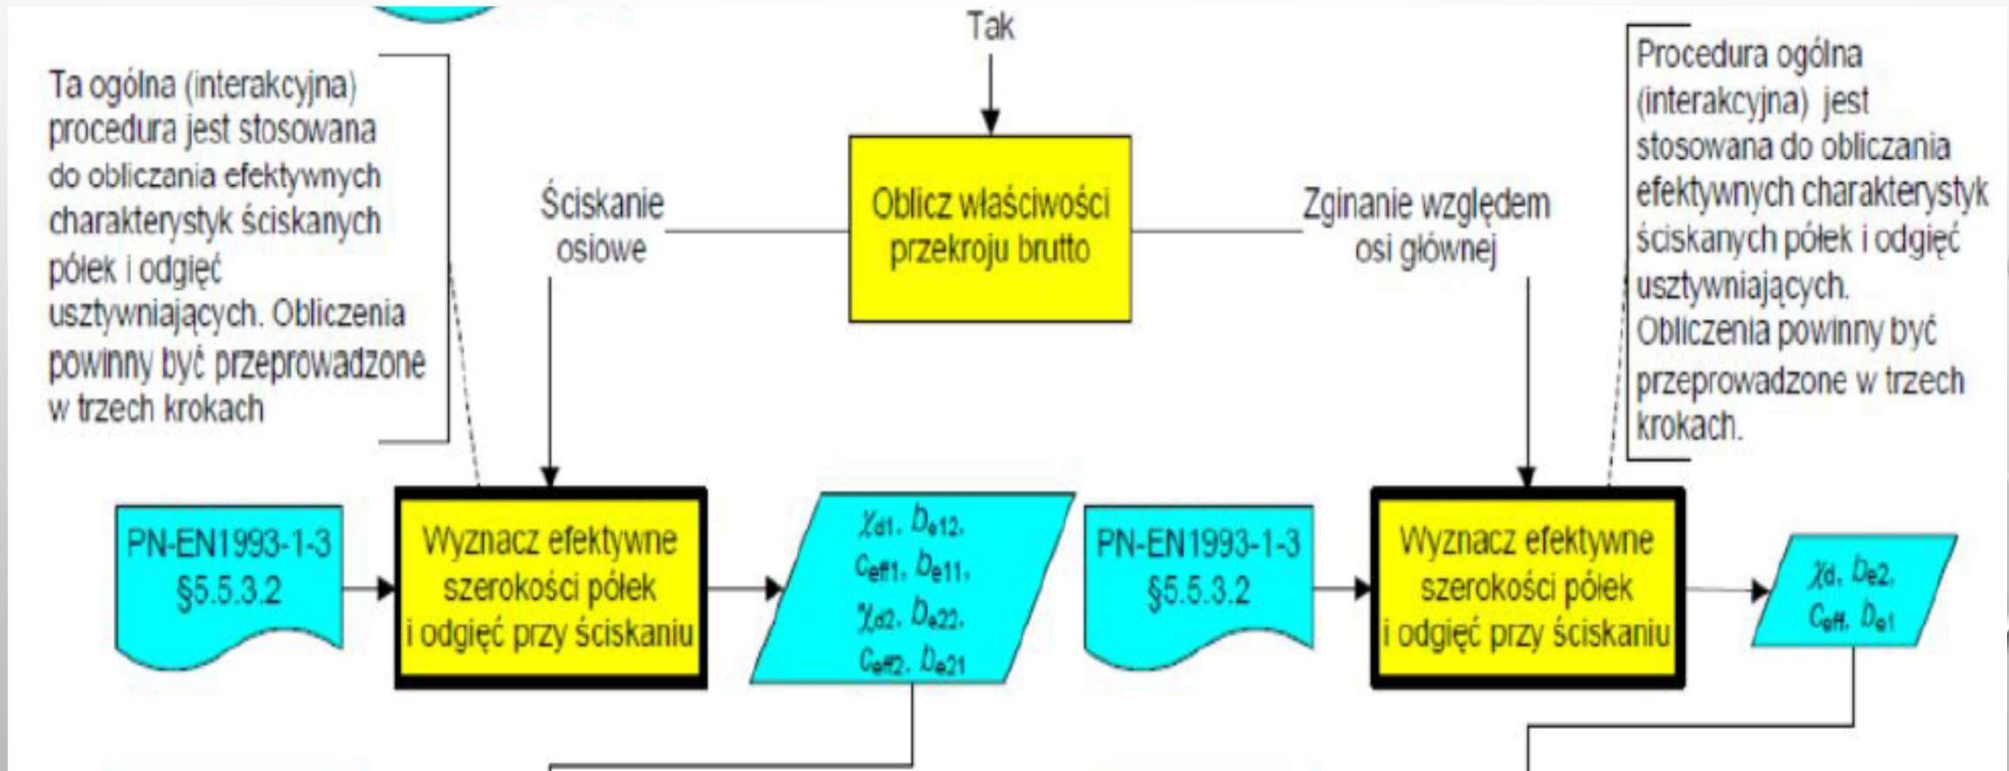 Tak
Ta ogólna (interakcyjna)
procedura jest stosowana
do obliczania efektywnych
charakterystyk ściskanych
półek i odgięć
usztywniających. Obliczenia
powinny być przeprowadzone
w trzech krokach
Ściskanie
osiowe
Oblicz właściwości
przekroju brutto
Zginanie względem
osi głównej
Procedura ogólna
(interakcyjna) jest
stosowana do obliczania
efektywnych charakterystyk
ściskanych półek i odgięć
usztywniających.
Obliczenia powinny być
przeprowadzone w trzech
krokach.
PN-EN1993-1-3
§5.5.3.2
Wyznacz efektywne
szerokości półek
i odgięć przy ściskaniu
χd1, be12,
ceff1, be11,
χd2, be22,
ceff2, be21
PN-EN1993-1-3
§5.5.3.2
Wyznacz efektywne
szerokości półek
i odgięć przy ściskaniu
χd, be2,
ceff, be1